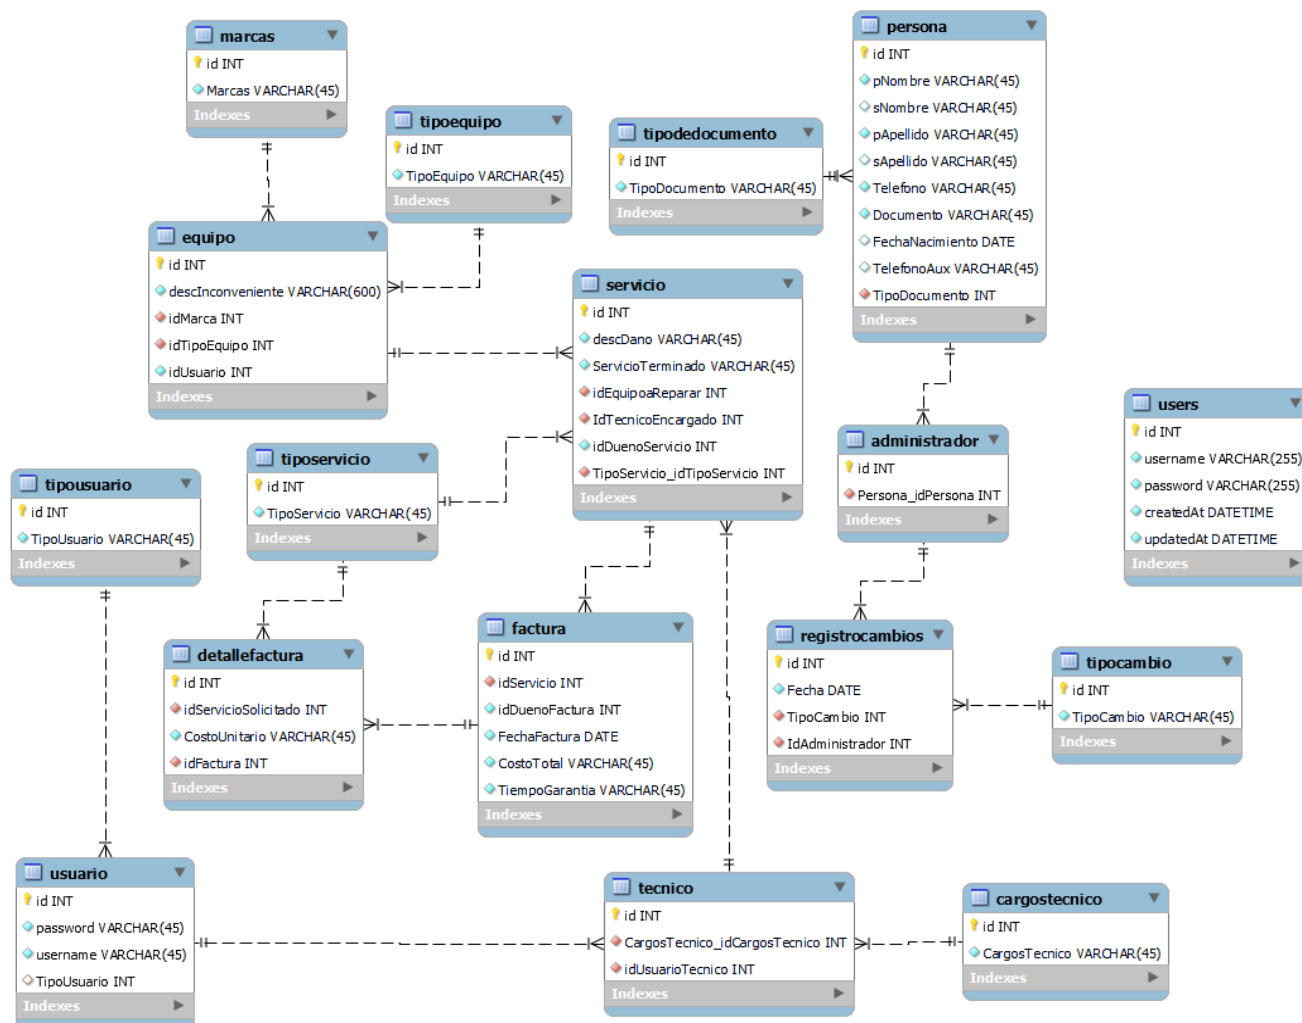 marcas
id INT
Marcas VARCHAR(45)
Indexes
persona
id INT
pNombre VARCHAR(45)
sNombre VARCHAR(45)
pApellido VARCHAR(45)
sApellido VARCHAR(45)
Telefono VARCHAR(45)
Documento VARCHAR(45)
FechaNacimiento DATE
TelefonoAux VARCHAR(45)
TipoDocumento INT
Indexes
tipoequipo
id INT
TipoEquipo VARCHAR(45)
Indexes
tipodedocumento
id INT
TipoDocumento VARCHAR(45)
Indexes
equipo
id INT
descInconveniente VARCHAR(600)
idMarca INT
idTipoEquipo INT
idUsuario INT
Indexes
servicio
id INT
descDano VARCHAR(45)
ServicioTerminado VARCHAR(45)
idEquipoaReparar INT
IdTecnicoEncargado INT
idDuenoServicio INT
TipoServicio_idTipoServicio INT
Indexes
users
id INT
username VARCHAR(255)
password VARCHAR(255)
createdAt DATETIME
updatedAt DATETIME
Indexes
administrador
id INT
Persona_idPersona INT
Indexes
tiposervicio
id INT
TipoServicio VARCHAR(45)
Indexes
tipousuario
id INT
TipoUsuario VARCHAR(45)
Indexes
detallefactura
id INT
idServicioSolicitado INT
CostoUnitario VARCHAR(45)
idFactura INT
Indexes
factura
id INT
idServicio INT
idDuenoFactura INT
FechaFactura DATE
CostoTotal VARCHAR(45)
TiempoGarantia VARCHAR(45)
Indexes
registrocambios
id INT
Fecha DATE
TipoCambio INT
IdAdministrador INT
Indexes
tipocambio
id INT
TipoCambio VARCHAR(45)
Indexes
usuario
id INT
password VARCHAR(45)
username VARCHAR(45)
TipoUsuario INT
Indexes
tecnico
id INT
CargosTecnico_idCargosTecnico INT
idUsuarioTecnico INT
Indexes
cargostecnico
id INT
CargosTecnico VARCHAR(45)
Indexes